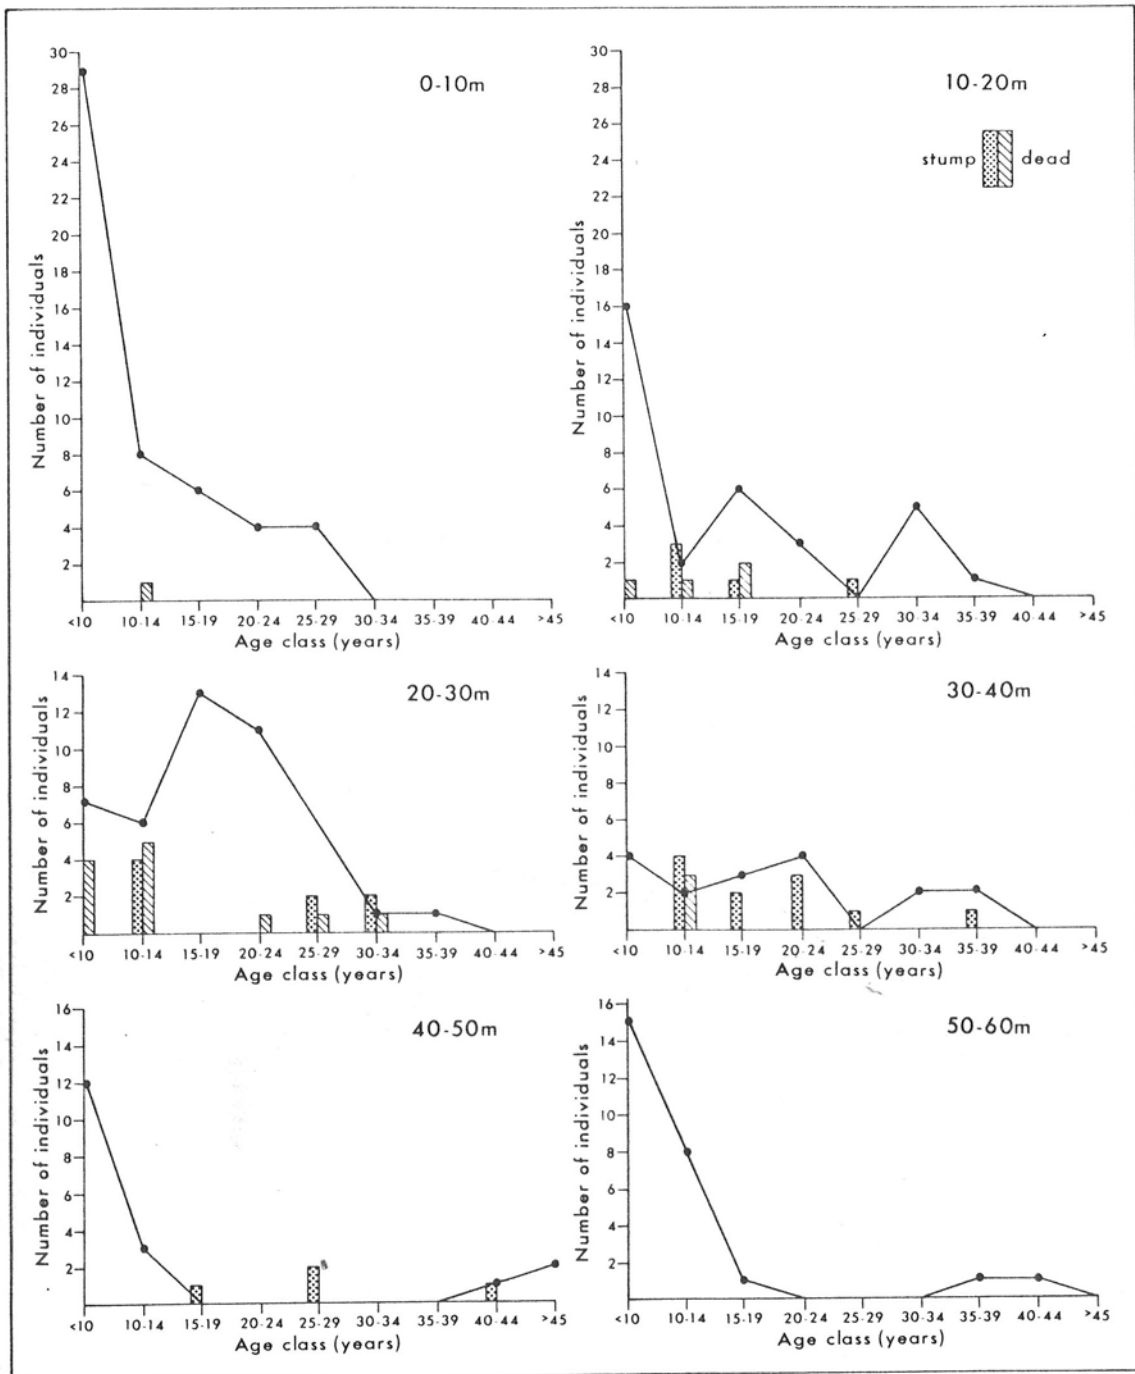 0-10m
Number of individuals
30
28
26
24
22
20
18
16
14
12
10
8
6
4
2
<10 10-14 15-19 20-24 25-29 30-34 35-39 40-44 >45
Age class (years)
10-20m
stump dead
Number of individuals
30
28
26
24
22
20
18
16
14
12
10
8
6
4
2
<10 10-14 15-19 20-24 25-29 30-34 35-39 40-44 >45
Age class (years)
20-30m
Number of individuals
14
12
10
8
6
4
2
<10 10-14 15-19 20-24 25-29 30-34 35-39 40-44 >45
Age class (years)
30-40m
Number of individuals
14
12
10
8
6
4
2
<10 10-14 15-19 20-24 25-29 30-34 35-39 40-44 >45
Age class (years)
40-50m
Number of individuals
16
14
12
10
8
6
4
2
<10 10-14 15-19 20-24 25-29 30-34 35-39 40-44 >45
Age class (years)
50-60m
Number of individuals
16
14
12
10
8
6
4
2
<10 10-14 15-19 20-24 25-29 30-34 35-39 40-44 >45
Age class (years)